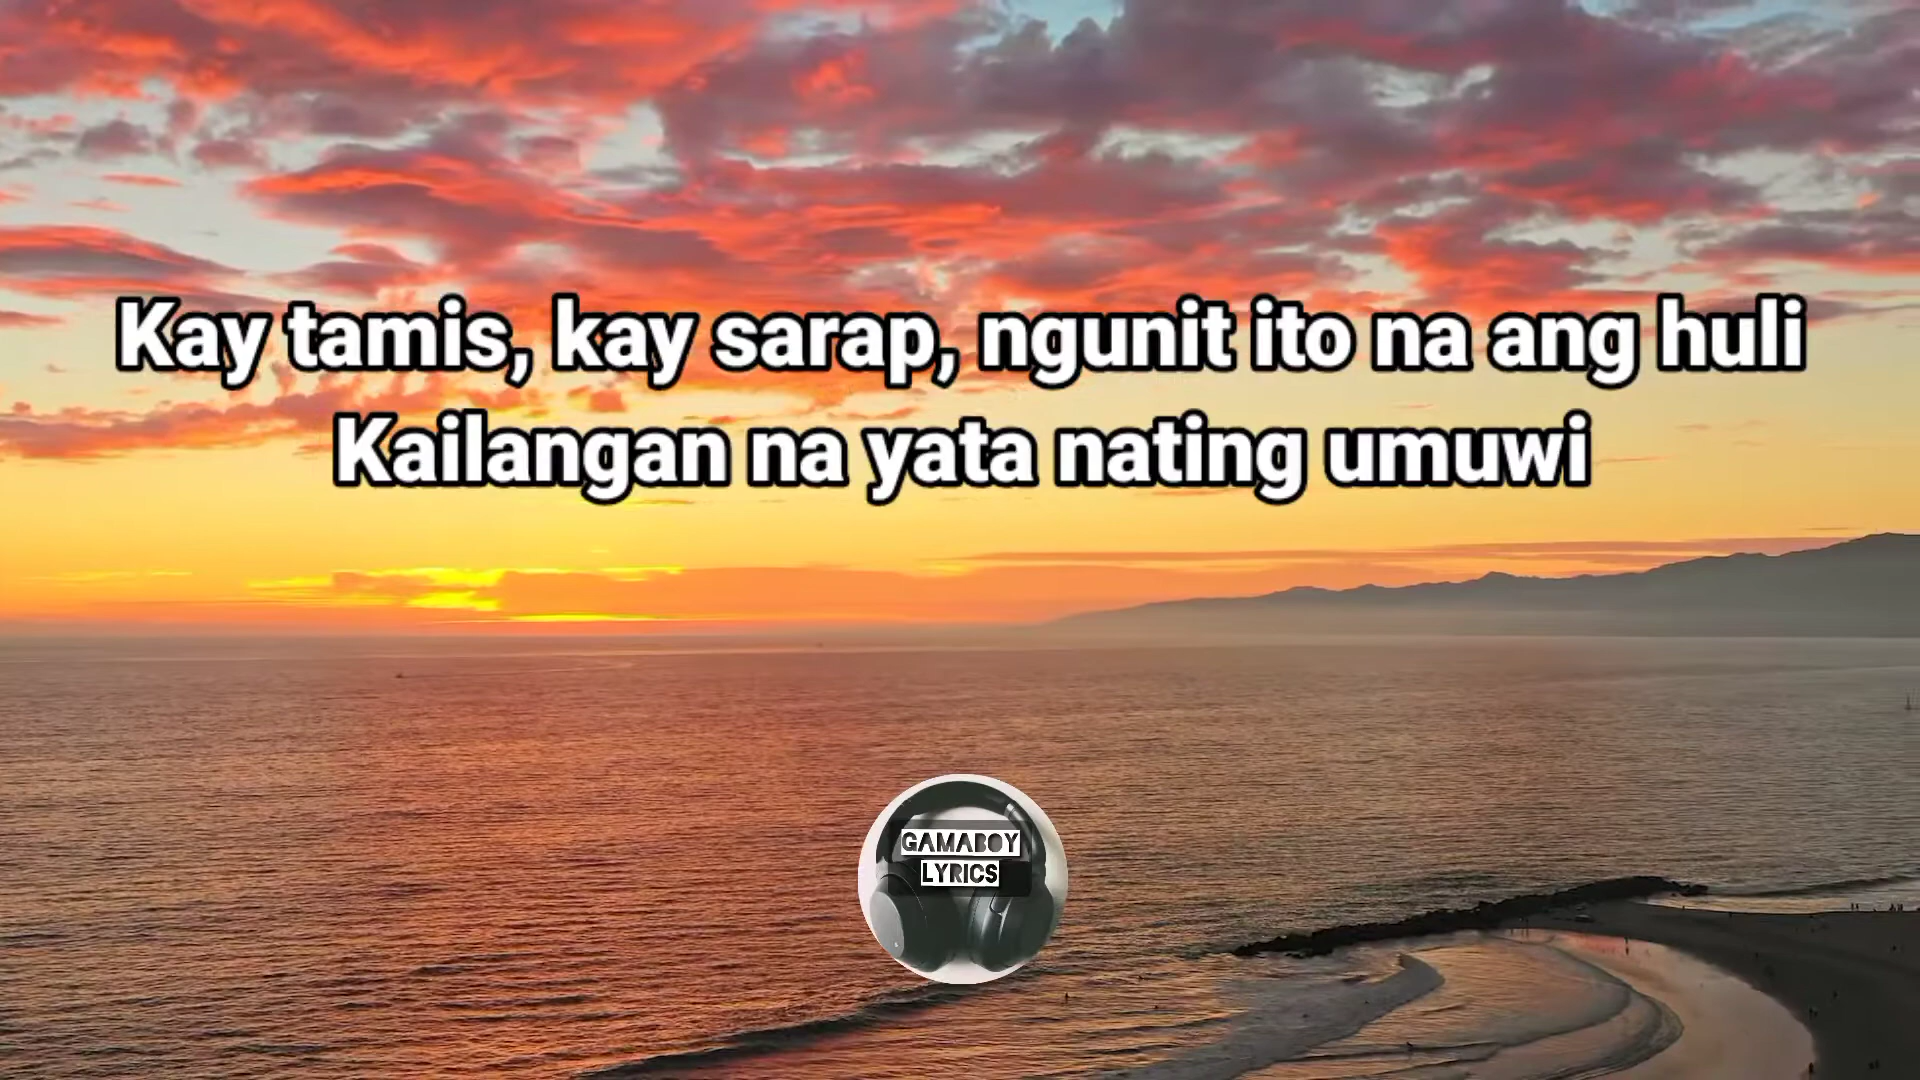 Kay tamis, kay sarap, ngunit ito na ang huli
Kailangan na yata nating umuwi
GAMABOY
LYRICS